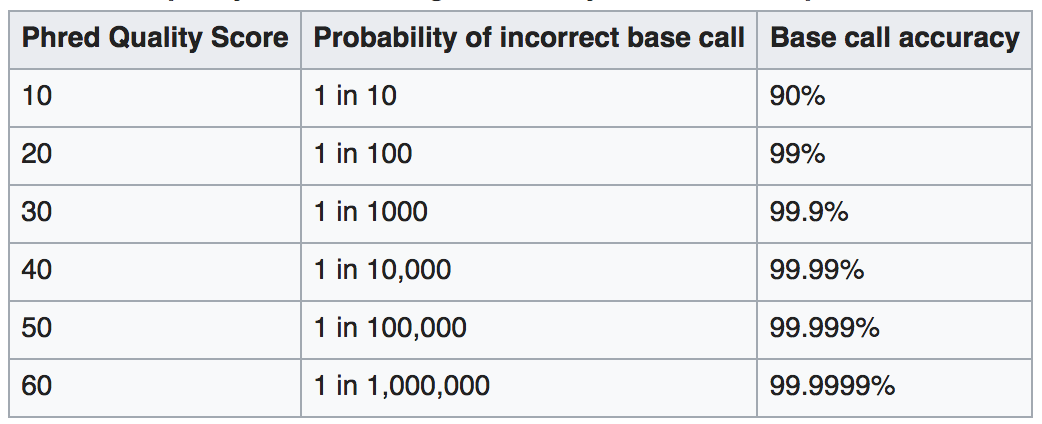 Phred Quality Score Probability of incorrect base call Base call accuracy
10 1 in 10 90%
20 1 in 100 99%
30 1 in 1000 99.9%
40 1 in 10,000 99.99%
50 1 in 100,000 99.999%
60 1 in 1,000,000 99.9999%